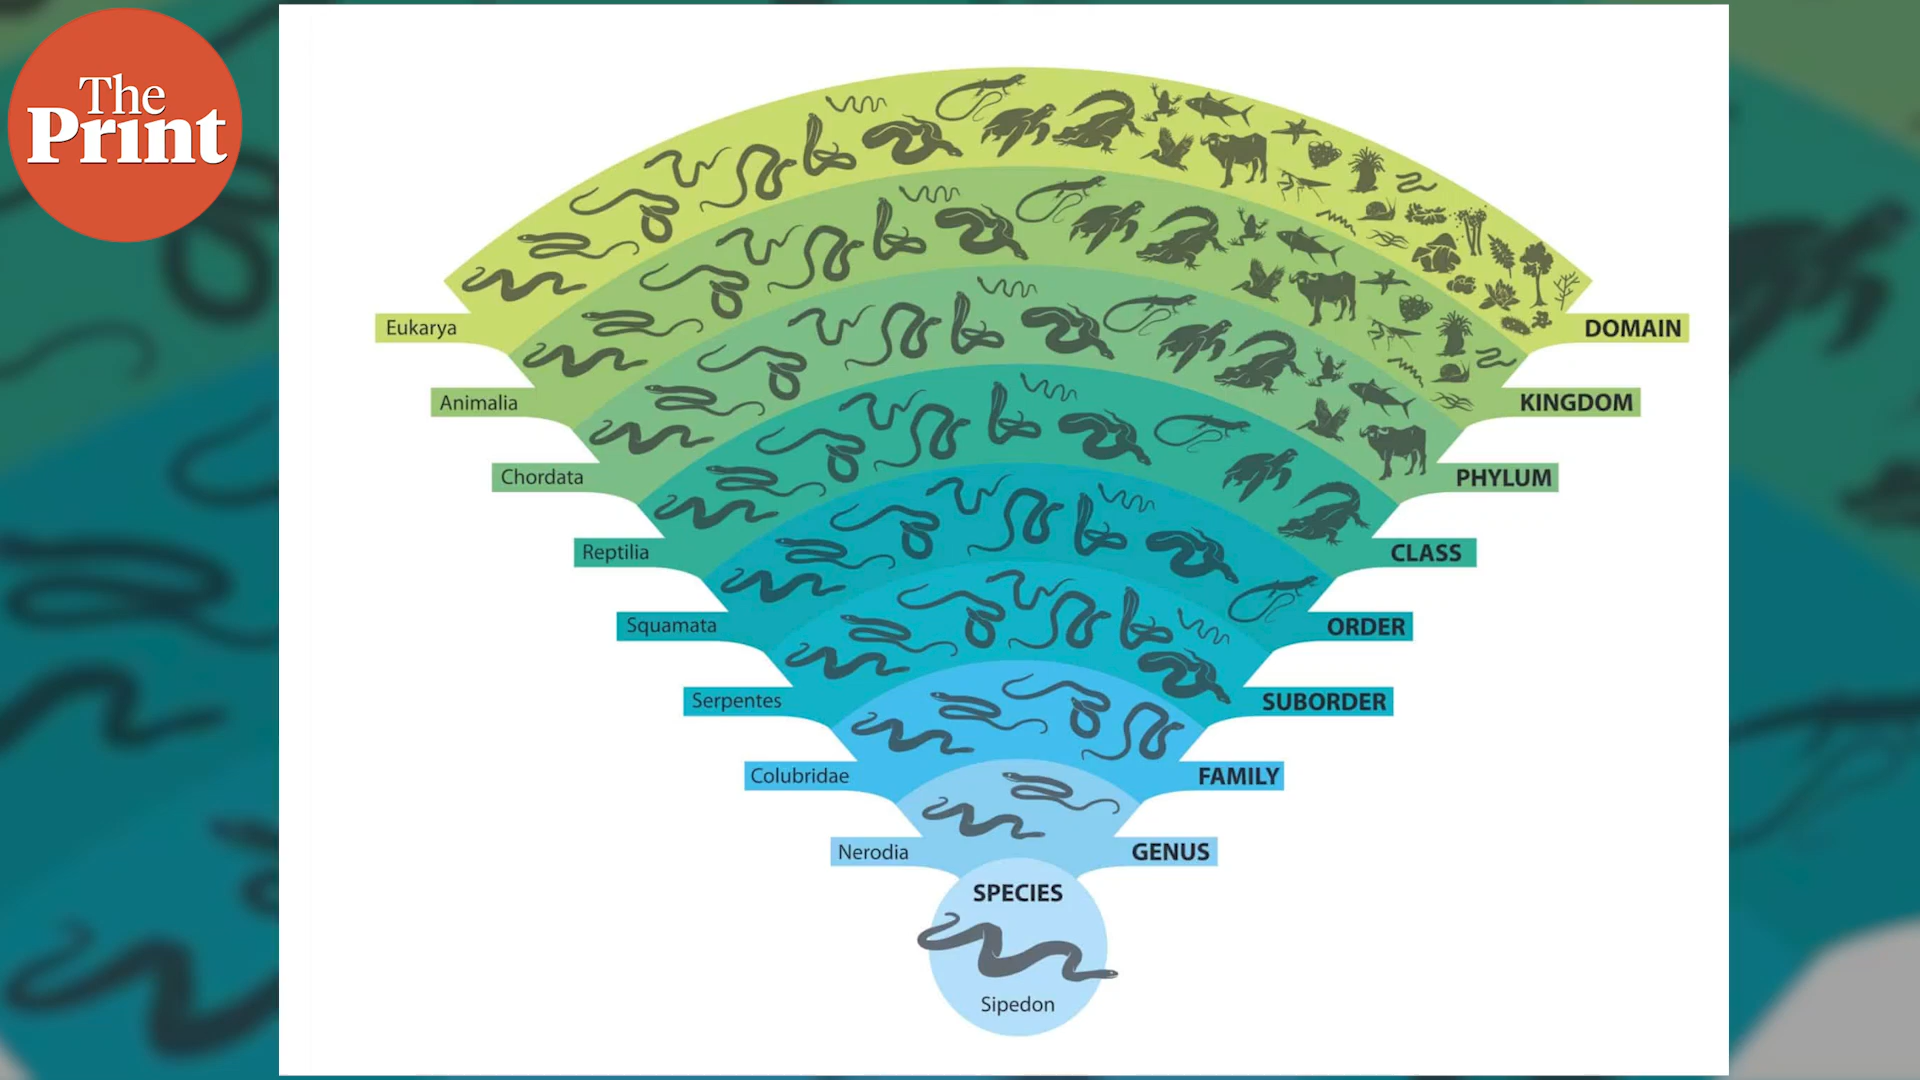 The
Print
Eukarya
DOMAIN
Animalia
KINGDOM
Chordata
PHYLUM
Reptilia
CLASS
Squamata
ORDER
Serpentes
SUBORDER
Colubridae
FAMILY
Nerodia
GENUS
SPECIES
Sipedon